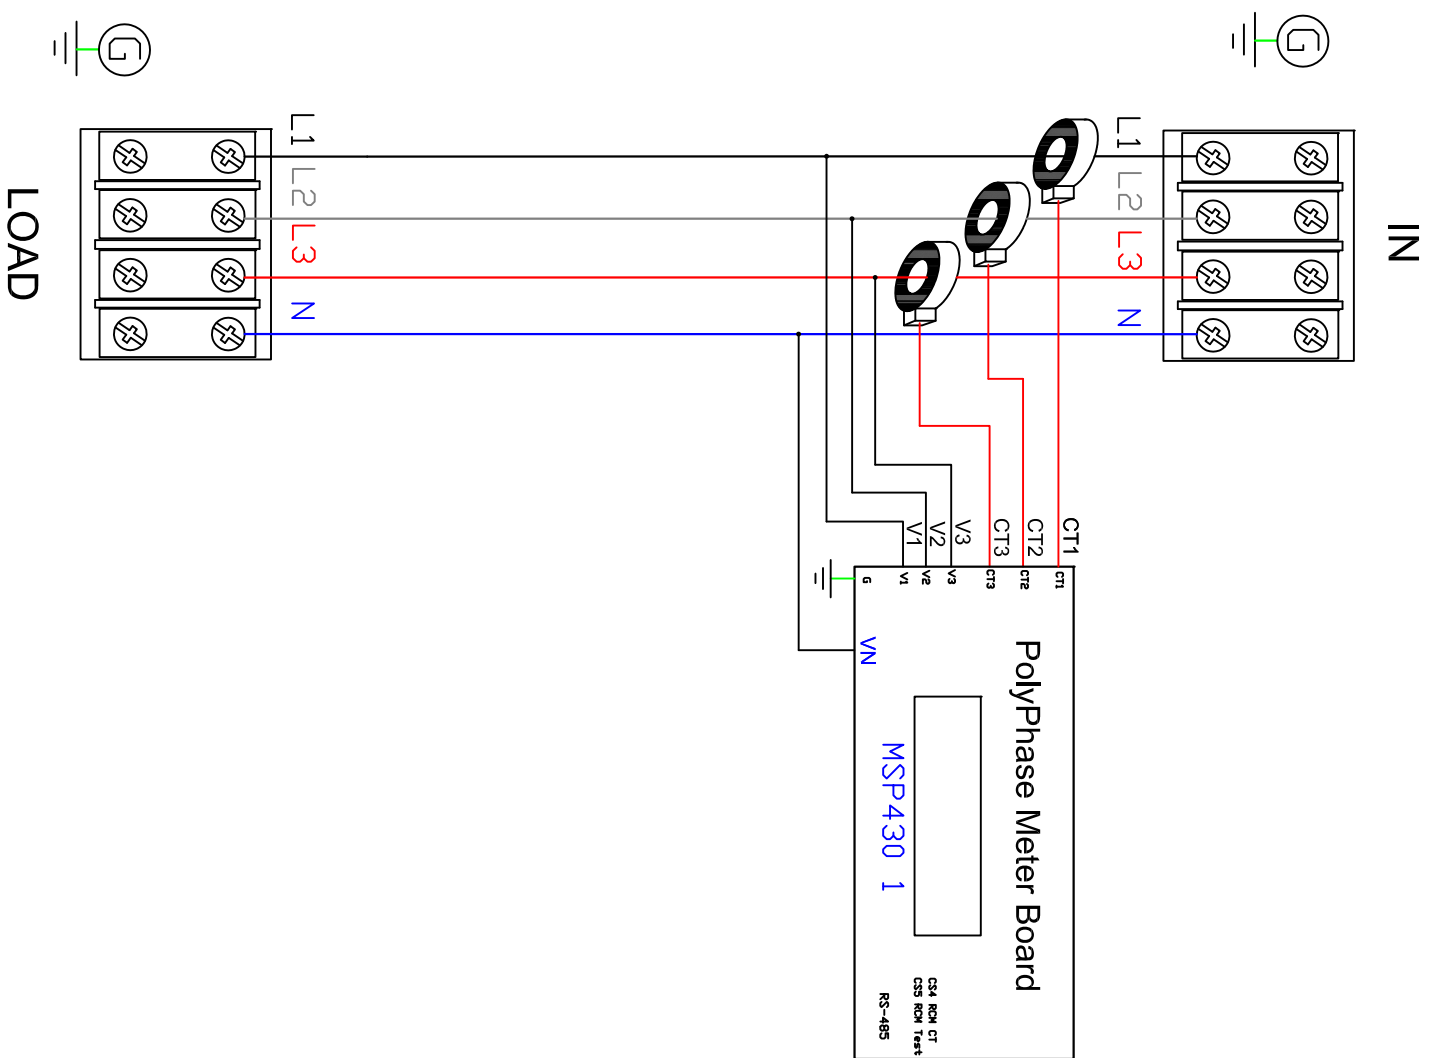 IN
G
L1
L2
L3
N
G
L1
L2
L3
N
LOAD
CT1
CT2
CT3
V3
V2
V1
CT1
CT2
CT3
V3
V2
V1
G
VN
PolyPhase Meter Board
MSP430 1
CS4 RCM CT
CS5 RCM Test
RS-485